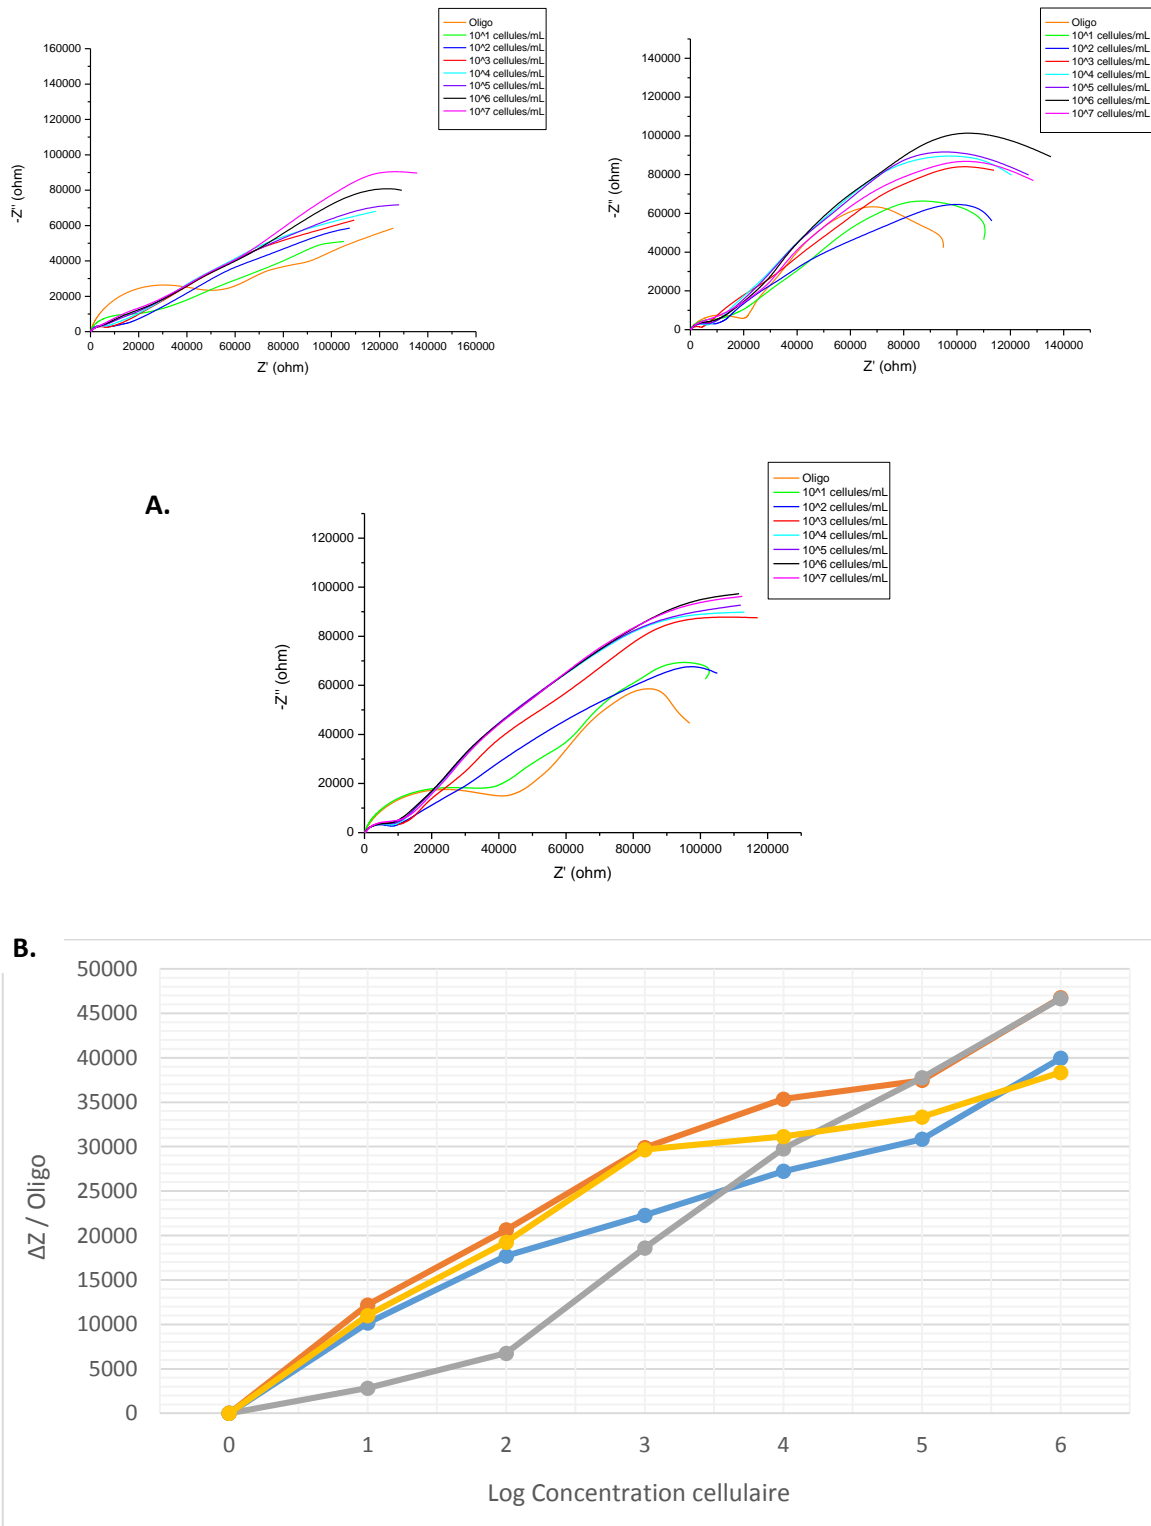 Oligo
10^1 cellules/mL
10^2 cellules/mL
10^3 cellules/mL
10^4 cellules/mL
10^5 cellules/mL
10^6 cellules/mL
10^7 cellules/mL
160000
140000
120000
100000
80000
60000
40000
20000
0
-Z'' (ohm)
0 20000 40000 60000 80000 100000 120000 140000 160000
Z' (ohm)
Oligo
10^1 cellules/mL
10^2 cellules/mL
10^3 cellules/mL
10^4 cellules/mL
10^5 cellules/mL
10^6 cellules/mL
10^7 cellules/mL
140000
120000
100000
80000
60000
40000
20000
0
-Z'' (ohm)
0 20000 40000 60000 80000 100000 120000 140000
Z' (ohm)
A.
Oligo
10^1 cellules/mL
10^2 cellules/mL
10^3 cellules/mL
10^4 cellules/mL
10^5 cellules/mL
10^6 cellules/mL
10^7 cellules/mL
120000
100000
80000
60000
40000
20000
0
-Z'' (ohm)
0 20000 40000 60000 80000 100000 120000
Z' (ohm)
B.
50000
45000
40000
35000
30000
25000
20000
15000
10000
5000
0
ΔZ / Oligo
0 1 2 3 4 5 6
Log Concentration cellulaire